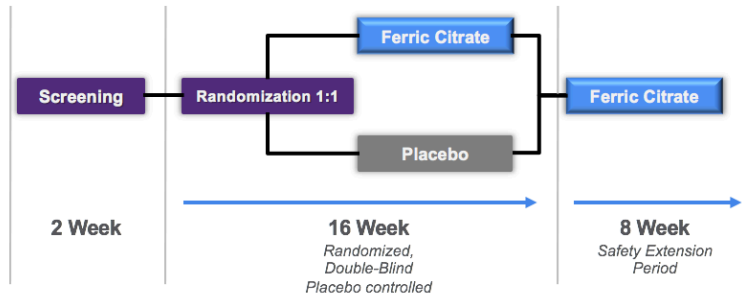 Ferric Citrate
Screening
Randomization 1:1
Ferric Citrate
Placebo
2 Week
16 Week
Randomized,
Double-Blind
Placebo controlled
8 Week
Safety Extension
Period